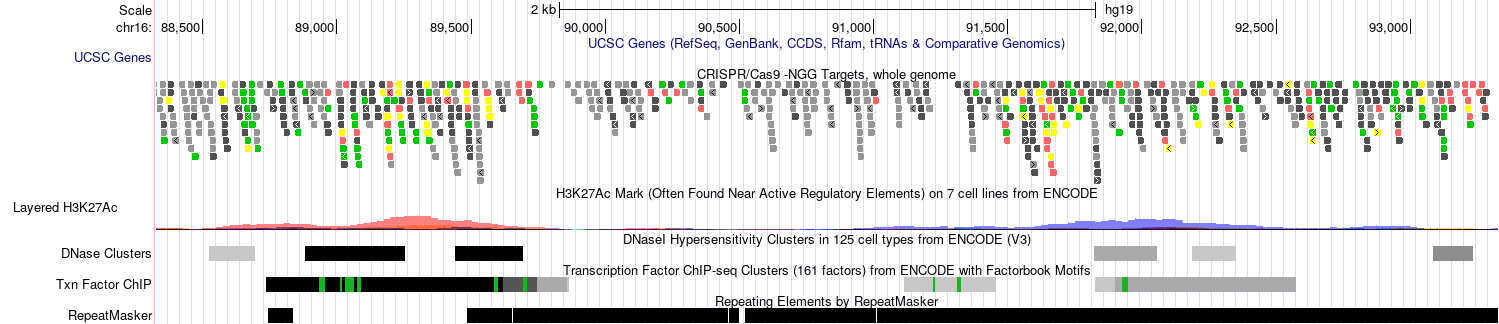 Scale 2 kb hg19
chr16: 88,500 89,000 89,500 90,000 90,500 91,000 91,500 92,000 92,500 93,000
UCSC Genes (RefSeq, GenBank, CCDS, Rfam, tRNAs & Comparative Genomics)
UCSC Genes
CRISPR/Cas9 -NGG Targets, whole genome
H3K27Ac Mark (Often Found Near Active Regulatory Elements) on 7 cell lines from ENCODE
Layered H3K27Ac
DNaseI Hypersensitivity Clusters in 125 cell types from ENCODE (V3)
DNase Clusters
Transcription Factor ChIP-seq Clusters (161 factors) from ENCODE with Factorbook Motifs
Txn Factor ChIP
Repeating Elements by RepeatMasker
RepeatMasker